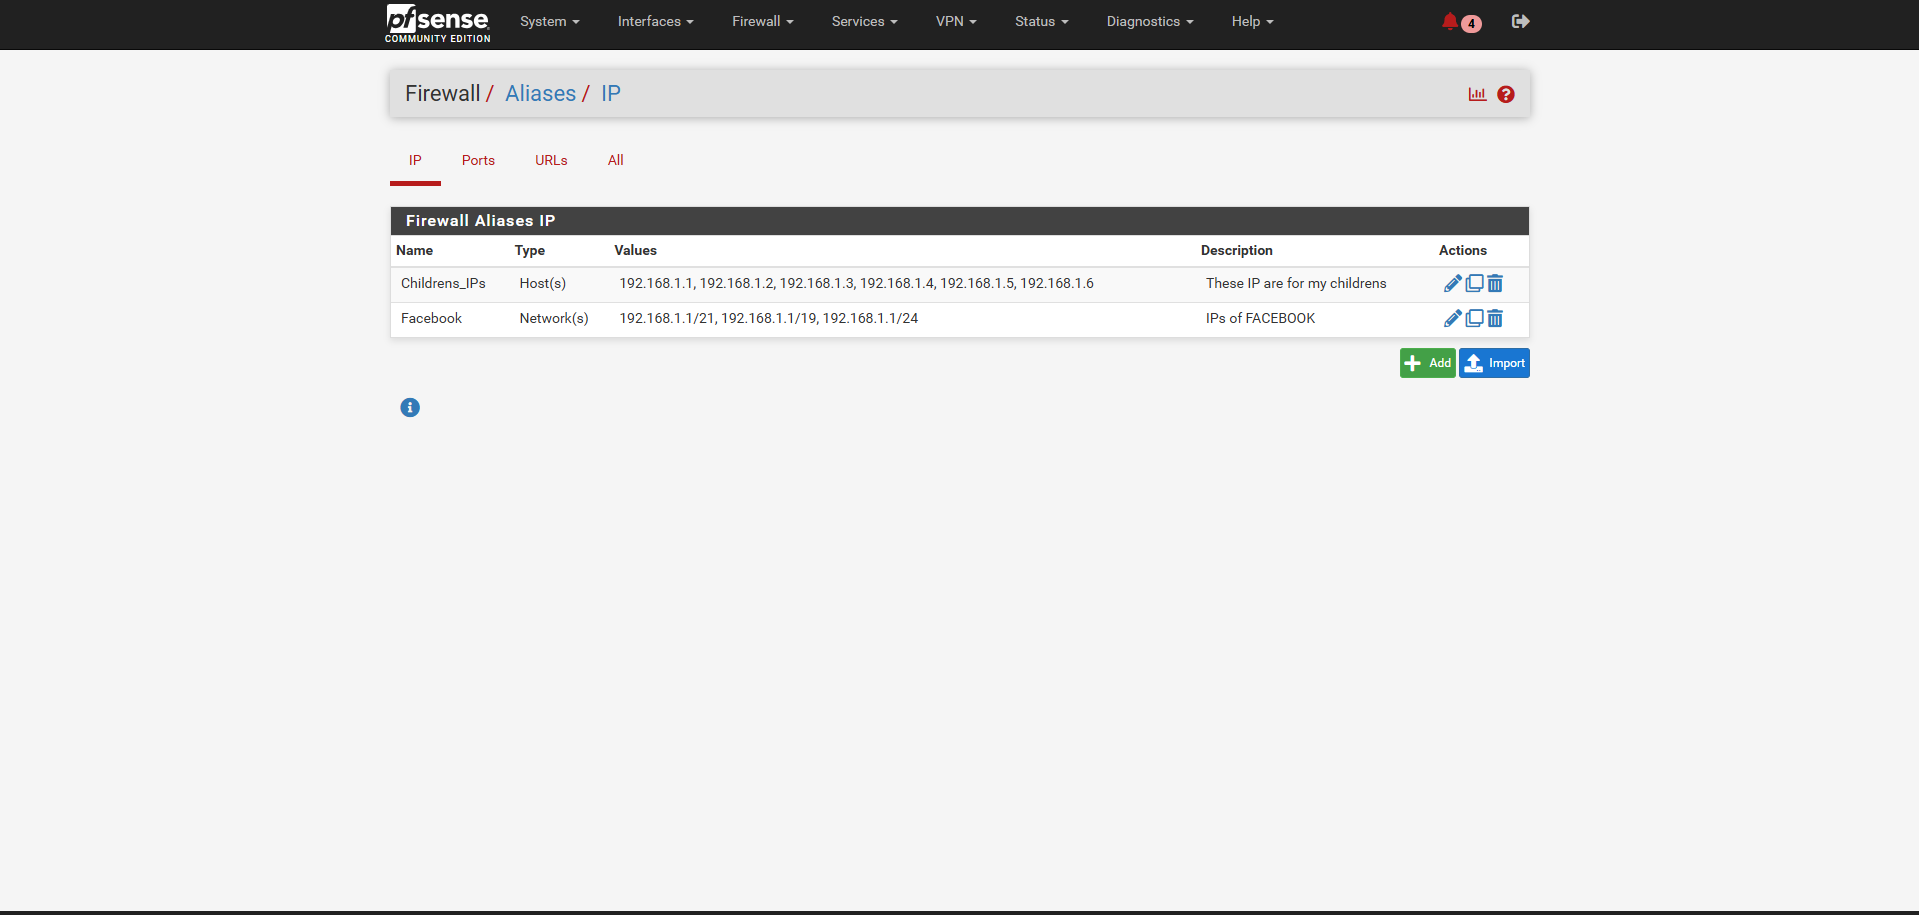 pfsense System Interfaces Firewall Services VPN Status Diagnostics Help 4
COMMUNITY EDITION
Firewall / Aliases / IP
IP Ports URLs All
Firewall Aliases IP
Name Type Values Description Actions
Childrens_IPs Host(s) 192.168.1.1, 192.168.1.2, 192.168.1.3, 192.168.1.4, 192.168.1.5, 192.168.1.6 These IP are for my childrens
Facebook Network(s) 192.168.1.1/21, 192.168.1.1/19, 192.168.1.1/24 IPs of FACEBOOK
Add Import